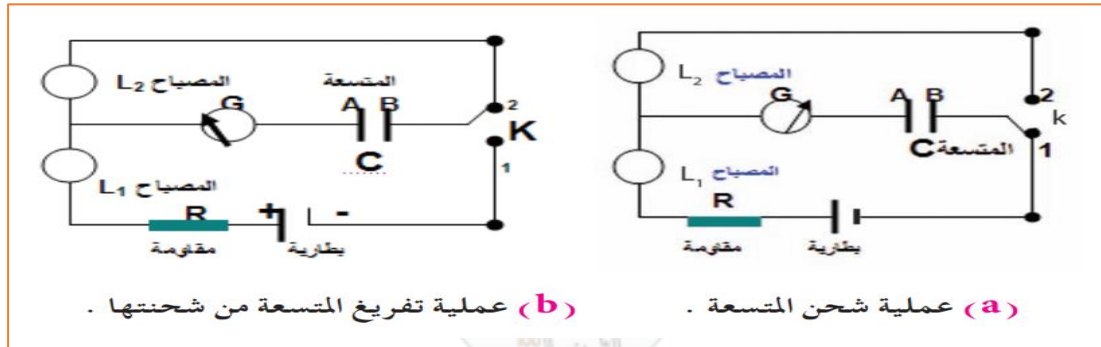 L₂ المصباح
G
A B
2
k
المتسعة C
1
L₁ المصباح
R
مقاومة
بطارية
(a) عملية شحن المتسعة .
L₂ المصباح
المتسعة
G
A B
2
K
C
1
L₁ المصباح
R
+ -
مقاومة
بطارية
(b) عملية تفريغ المتسعة من شحنتها .